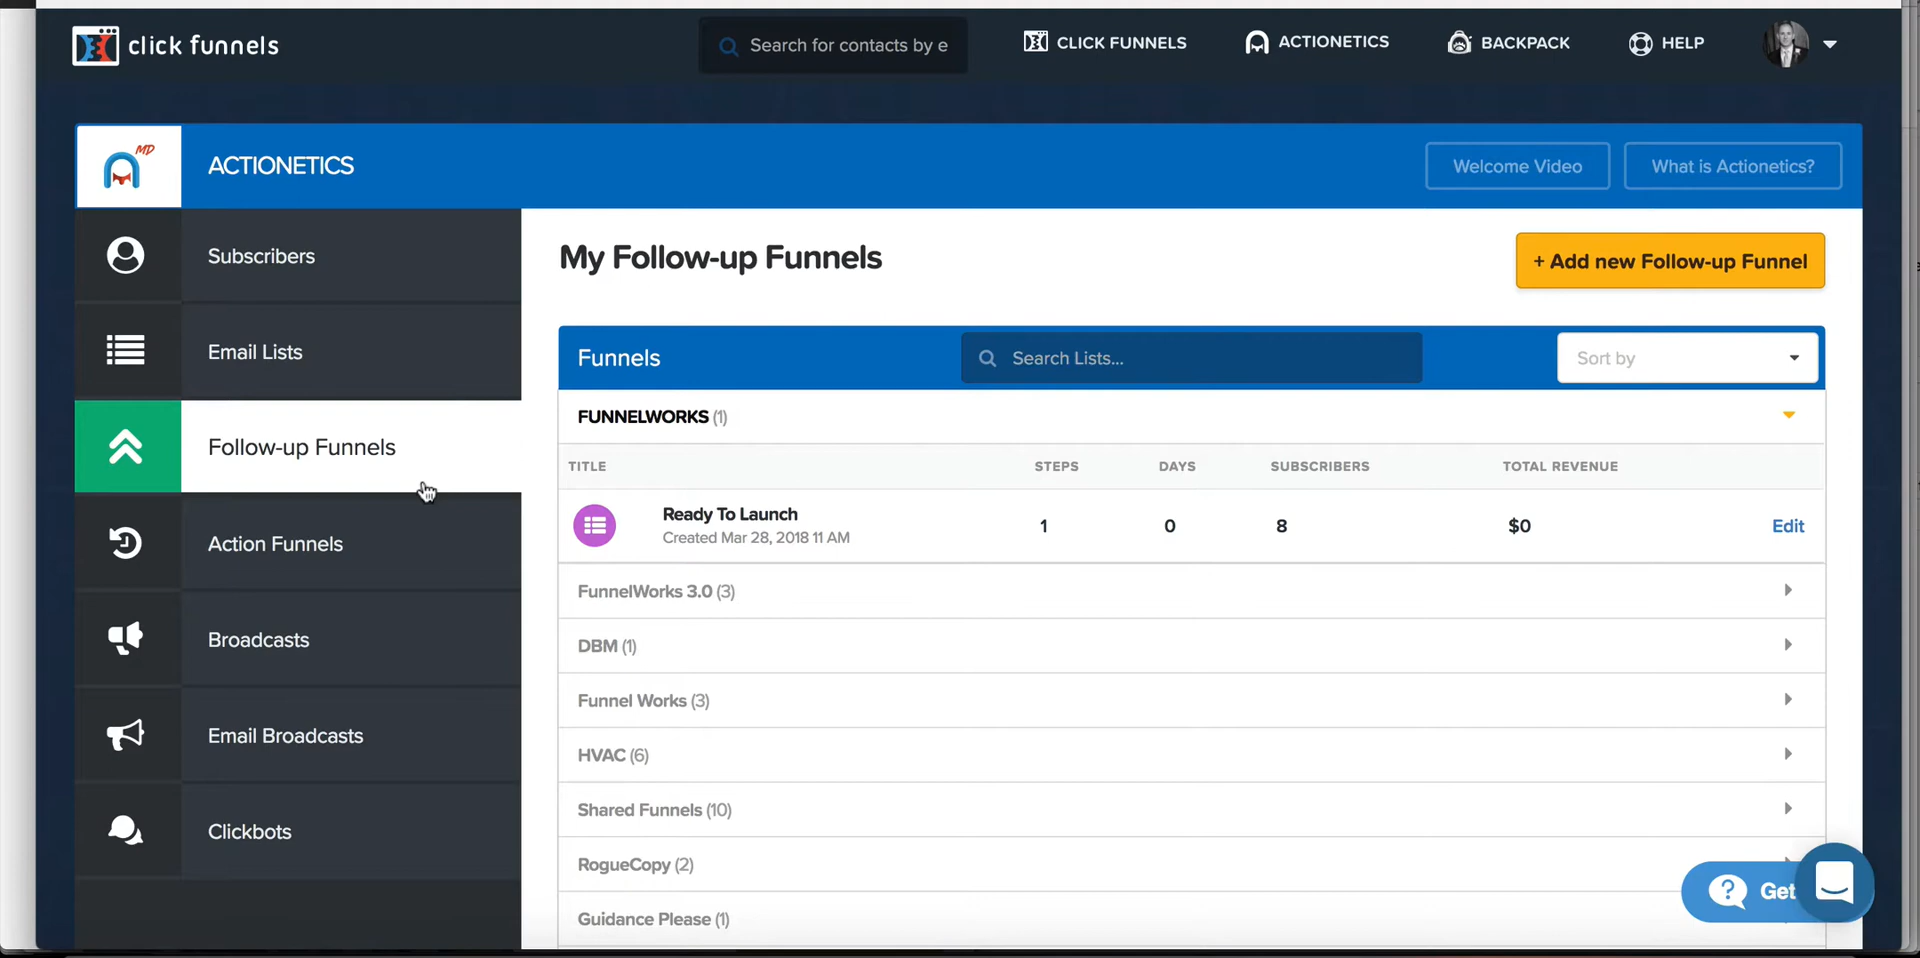 click funnels
Search for contacts by e
CLICK FUNNELS
ACTIONETICS
BACKPACK
HELP
MD
ACTIONETICS
Welcome Video
What is Actionetics?
Subscribers
Email Lists
Follow-up Funnels
Action Funnels
Broadcasts
Email Broadcasts
Clickbots
My Follow-up Funnels
+ Add new Follow-up Funnel
Funnels
Search Lists...
Sort by
FUNNELWORKS (1)
TITLE STEPS DAYS SUBSCRIBERS TOTAL REVENUE
Ready To Launch
Created Mar 28, 2018 11 AM
1 0 8 $0 Edit
FunnelWorks 3.0 (3)
DBM (1)
Funnel Works (3)
HVAC (6)
Shared Funnels (10)
RogueCopy (2)
Guidance Please (1)
? Get